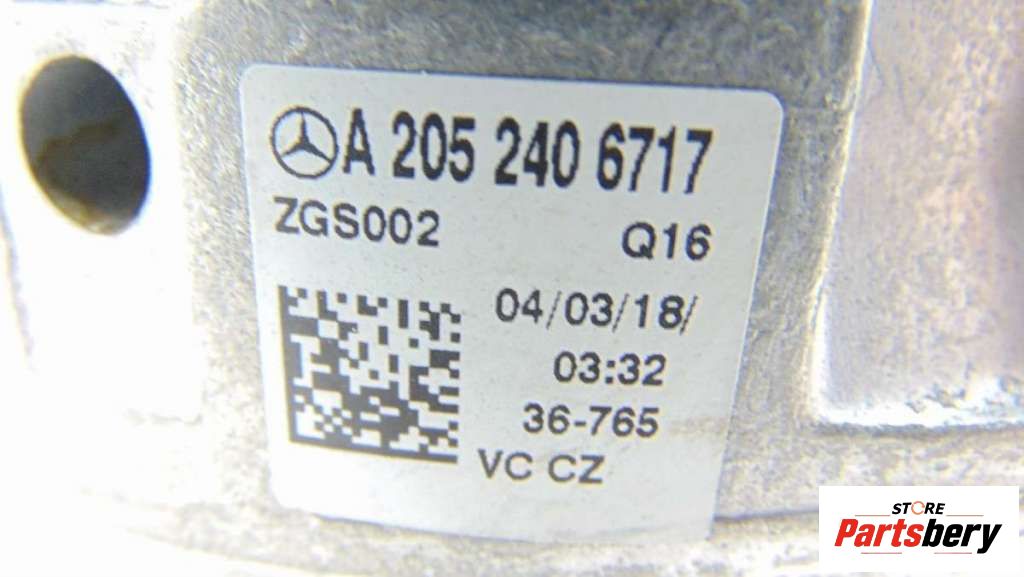 A 205 240 6717
ZGS002 Q16
04/03/18/
03:32
36-765
VC CZ
STORE
Partsbery